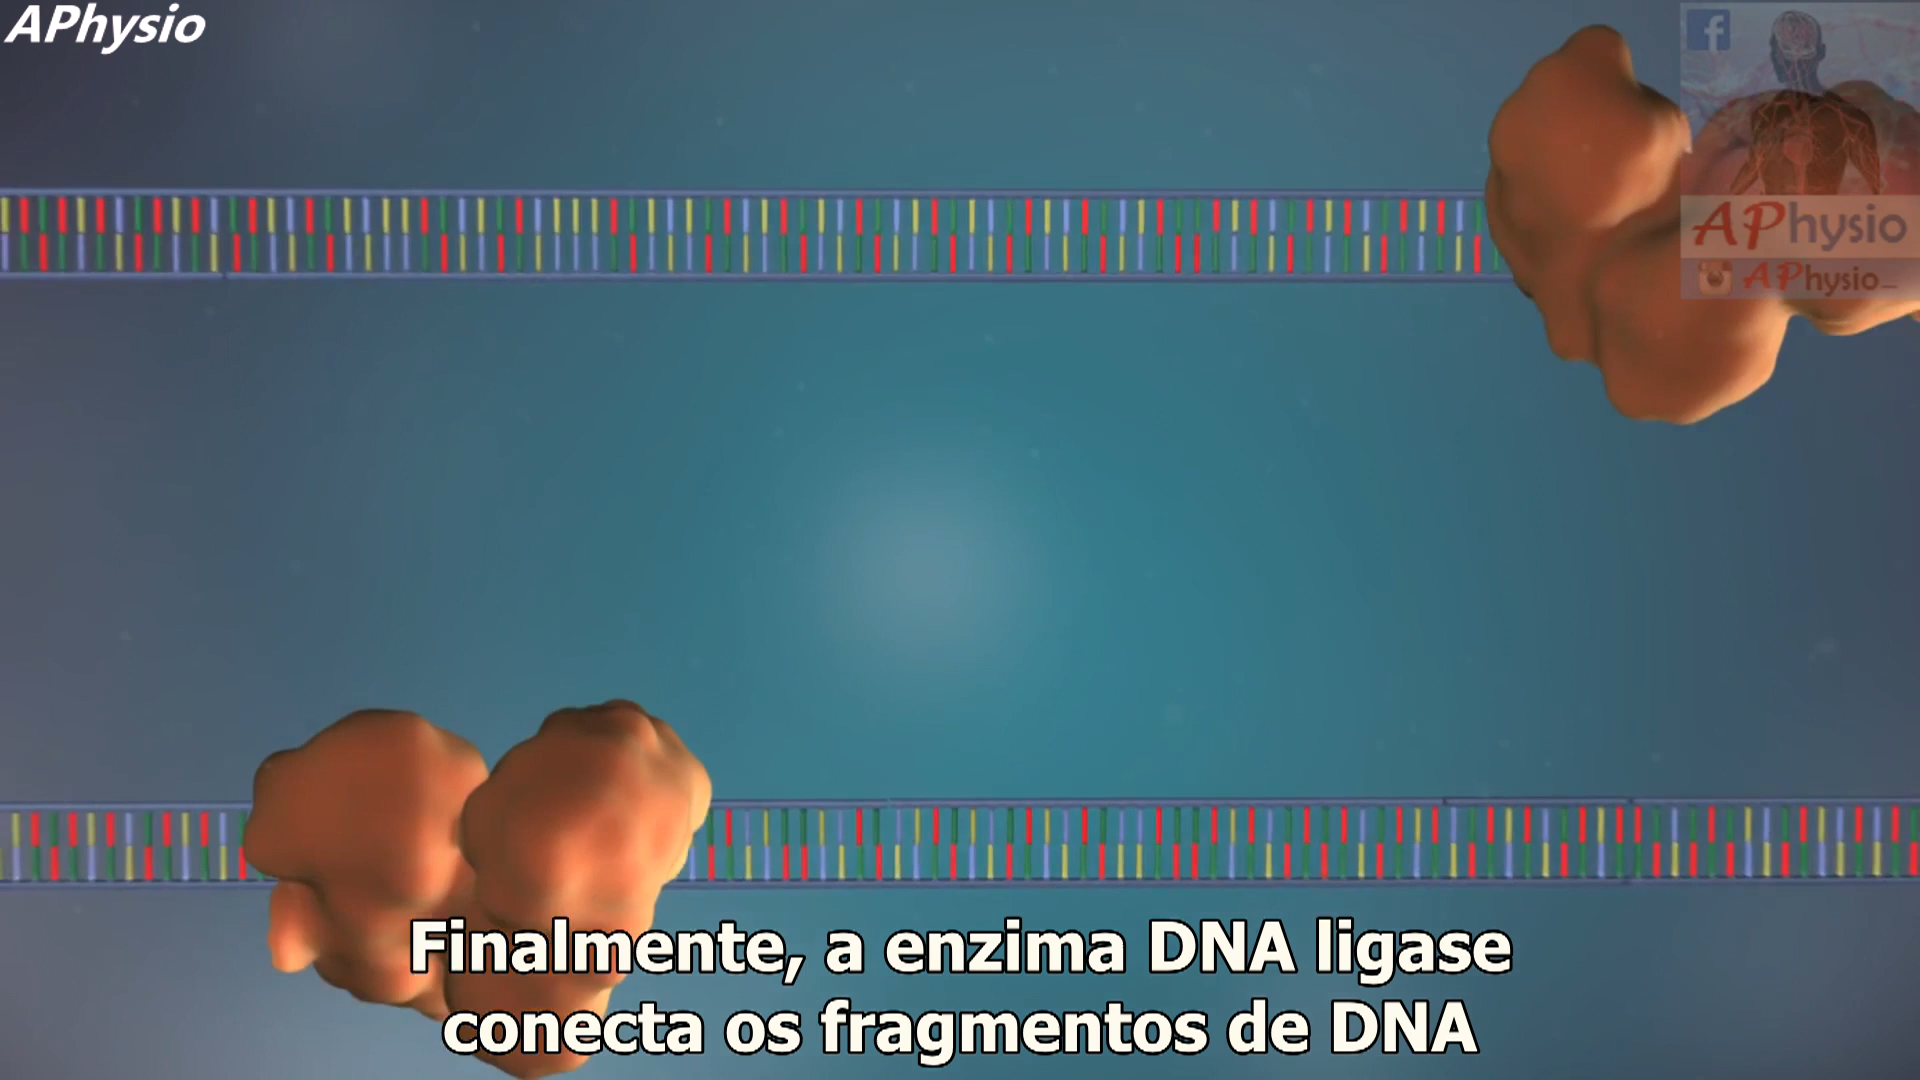 APhysio
f
APhysio
APhysio_
Finalmente, a enzima DNA ligase
conecta os fragmentos de DNA